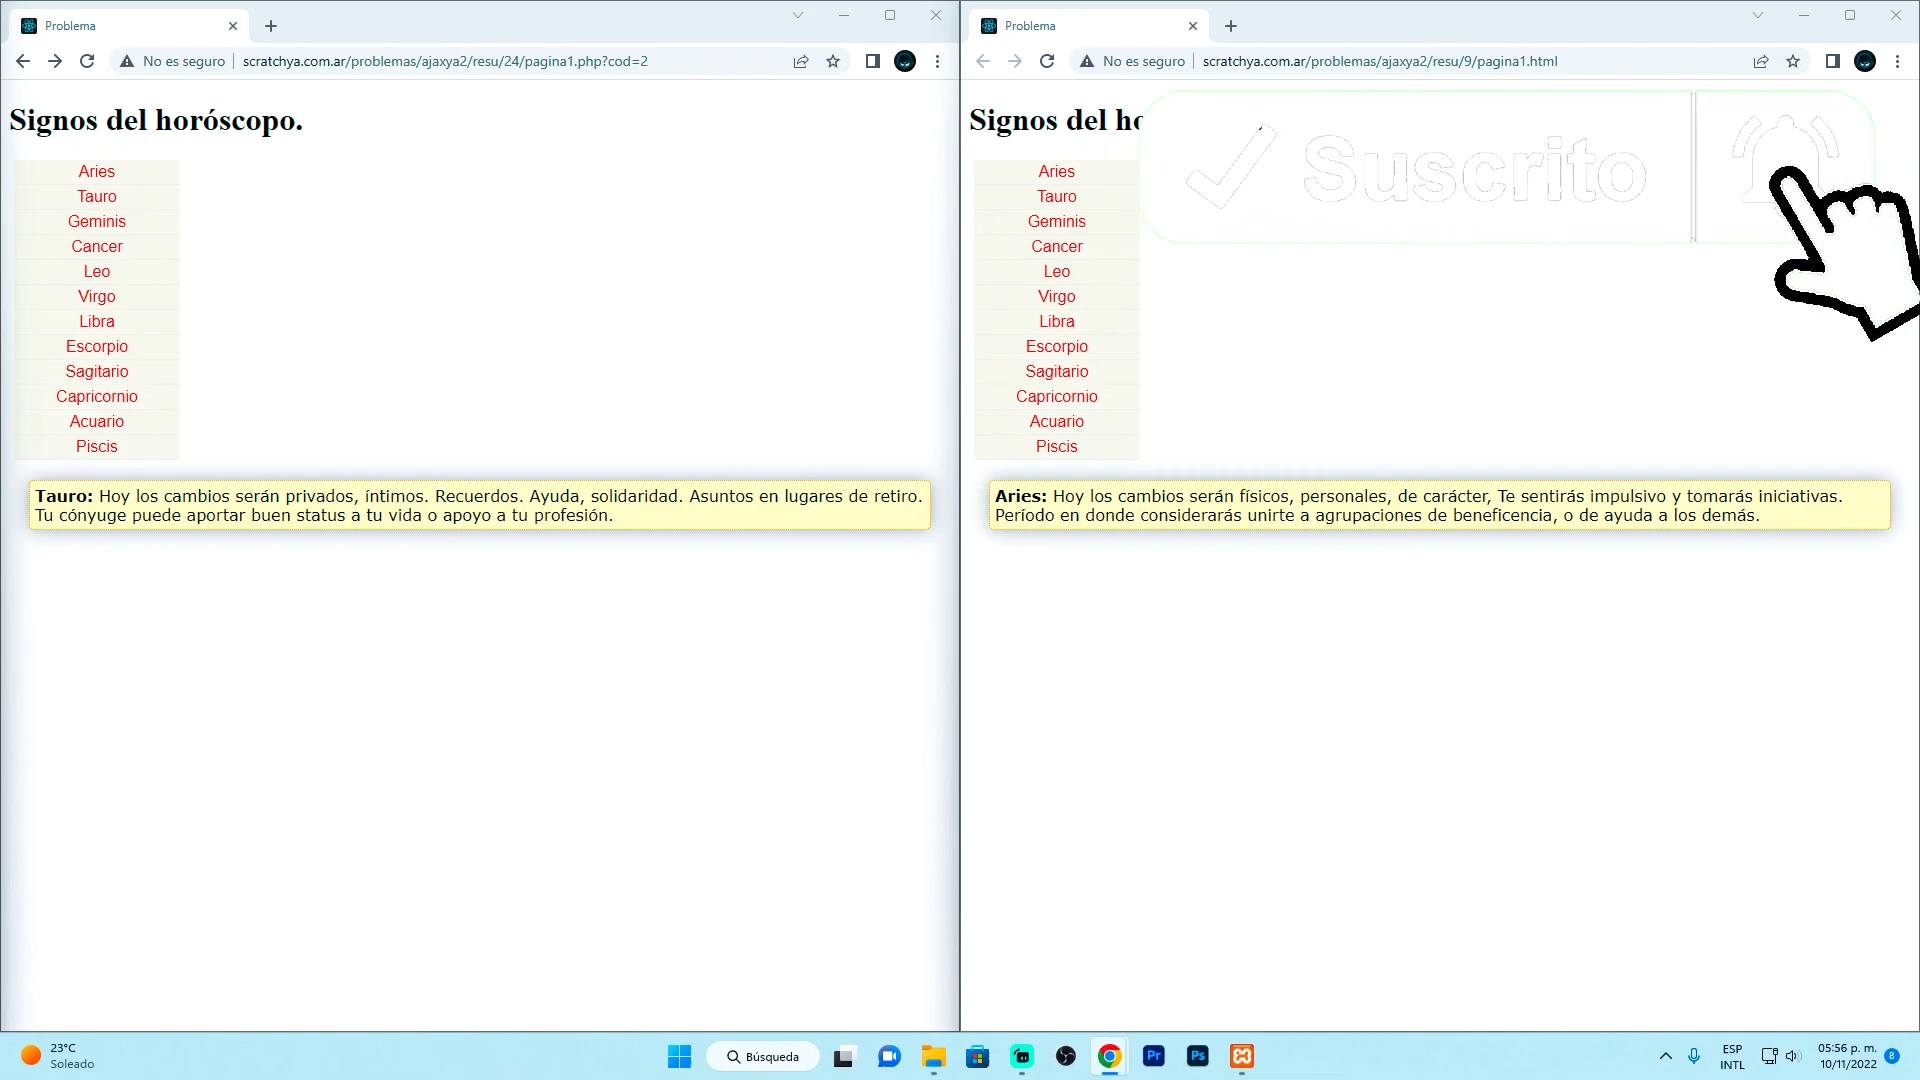 Problema
No es seguro
scratchya.com.ar/problemas/ajaxya2/resu/24/pagina1.php?cod=2
Signos del horóscopo.
Aries
Tauro
Geminis
Cancer
Leo
Virgo
Libra
Escorpio
Sagitario
Capricornio
Acuario
Piscis
Tauro: Hoy los cambios serán privados, íntimos. Recuerdos. Ayuda, solidaridad. Asuntos en lugares de retiro.
Tu cónyuge puede aportar buen status a tu vida o apoyo a tu profesión.
Problema
No es seguro
scratchya.com.ar/problemas/ajaxya2/resu/9/pagina1.html
Signos del ho
Suscrito
Aries
Tauro
Geminis
Cancer
Leo
Virgo
Libra
Escorpio
Sagitario
Capricornio
Acuario
Piscis
Aries: Hoy los cambios serán físicos, personales, de carácter, Te sentirás impulsivo y tomarás iniciativas.
Período en donde considerarás unirte a agrupaciones de beneficencia, o de ayuda a los demás.
23°C
Soleado
Búsqueda
Pr
Ps
ESP
INTL
05:56 p. m.
10/11/2022
8